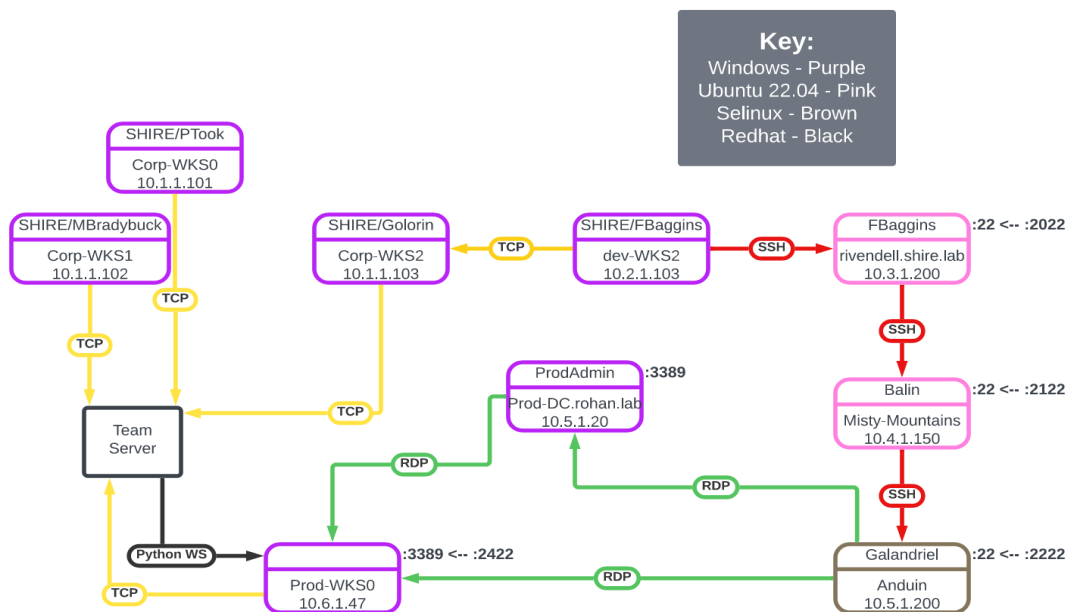 Key:
Windows - Purple
Ubuntu 22.04 - Pink
Selinux - Brown
Redhat - Black
SHIRE/PTook
Corp-WKS0
10.1.1.101
SHIRE/MBradybuck
Corp-WKS1
10.1.1.102
SHIRE/Golorin
Corp-WKS2
10.1.1.103
TCP
SHIRE/FBaggins
dev-WKS2
10.2.1.103
SSH
FBaggins
rivendell.shire.lab
10.3.1.200
:22 <-- :2022
TCP
TCP
SSH
ProdAdmin
Prod-DC.rohan.lab
10.5.1.20
:3389
Balin
Misty-Mountains
10.4.1.150
:22 <-- :2122
Team
Server
TCP
RDP
RDP
SSH
Python WS
TCP
Prod-WKS0
10.6.1.47
:3389 <-- :2422
RDP
Galandriel
Anduin
10.5.1.200
:22 <-- :2222